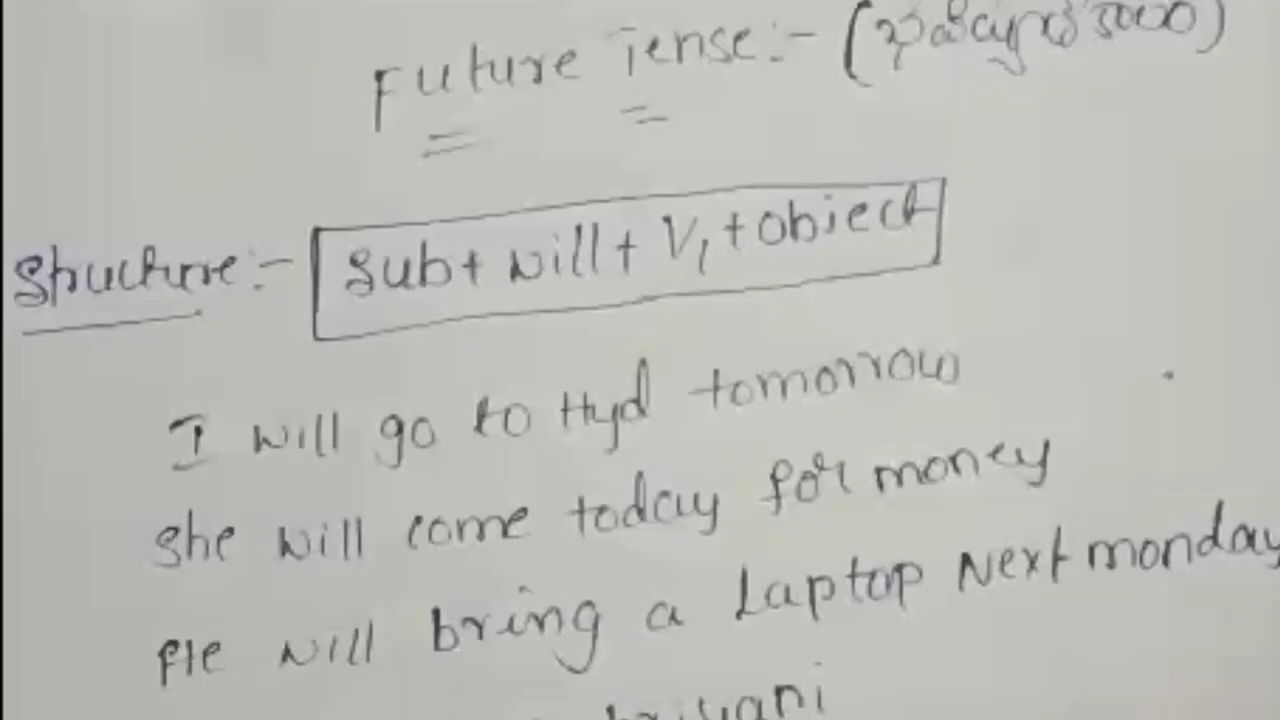 Future Tense:- (
Structure:- Sub+ will+ V1+object
I will go to Hyd tomorrow
She will come today for money
He will bring a Laptop Next monday
briyani